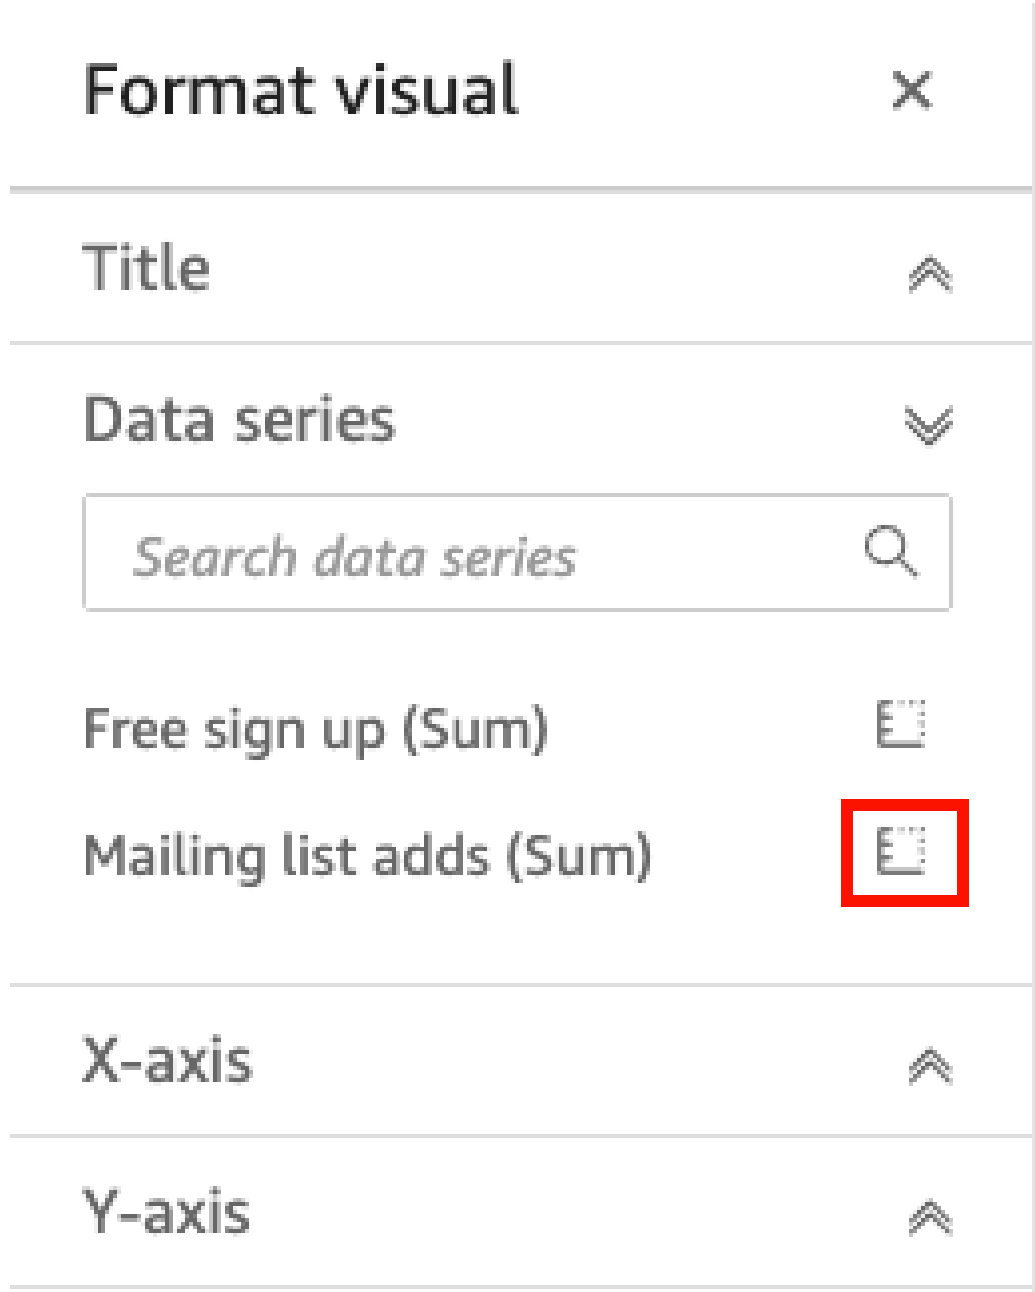 Format visual
Title
Data series
Search data series
Free sign up (Sum)
Mailing list adds (Sum)
X-axis
Y-axis